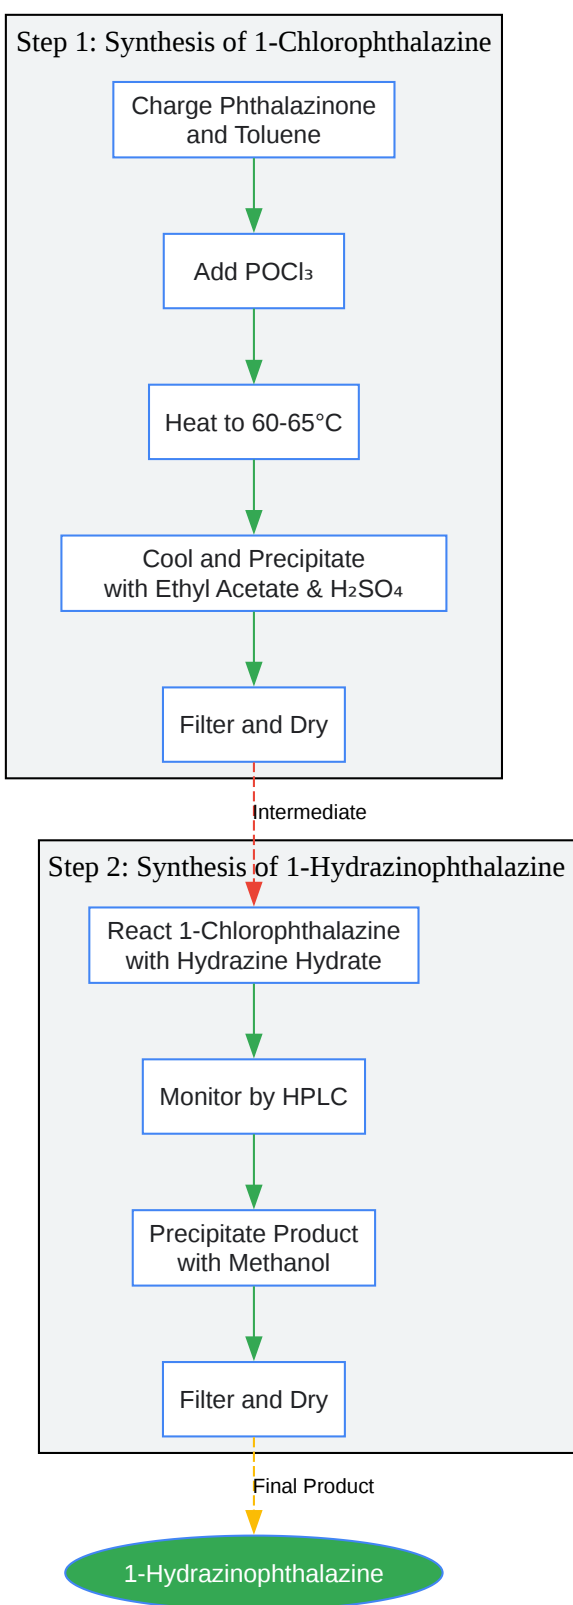 Step 1: Synthesis of 1-Chlorophthalazine
Charge Phthalazinone
and Toluene
Add POCl₃
Heat to 60-65°C
Cool and Precipitate
with Ethyl Acetate & H₂SO₄
Filter and Dry
Intermediate
Step 2: Synthesis of 1-Hydrazinophthalazine
React 1-Chlorophthalazine
with Hydrazine Hydrate
Monitor by HPLC
Precipitate Product
with Methanol
Filter and Dry
Final Product
1-Hydrazinophthalazine